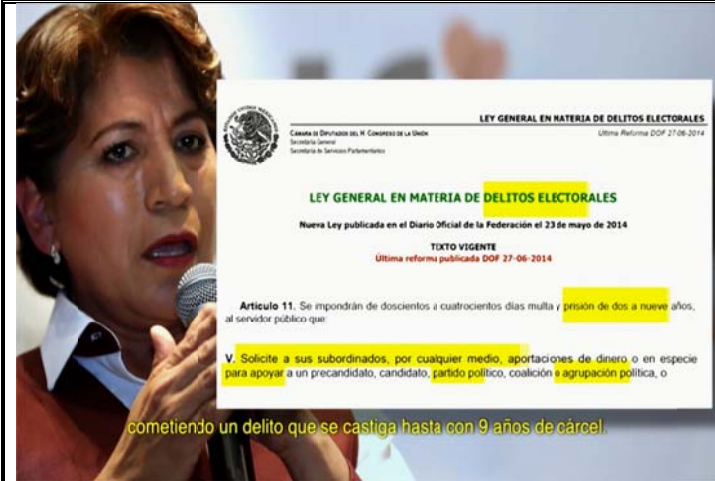 LEY GENERAL EN MATERIA DE DELITOS ELECTORALES
CÁMARA DE DIPUTADOS DEL H. CONGRESO DE LA UNIÓN
Última Reforma DOF 27-06-2014
Secretaría General
Secretaría de Servicios Parlamentarios
LEY GENERAL EN MATERIA DE DELITOS ELECTORALES
Nueva Ley publicada en el Diario Oficial de la Federación el 23 de mayo de 2014
TEXTO VIGENTE
Última reforma publicada DOF 27-06-2014
Artículo 11. Se impondrán de doscientos a cuatrocientos días multa y prisión de dos a nueve años,
al servidor público que:
V. Solicite a sus subordinados, por cualquier medio, aportaciones de dinero o en especie
para apoyar a un precandidato, candidato, partido político, coalición o agrupación política, o
cometiendo un delito que se castiga hasta con 9 años de cárcel.